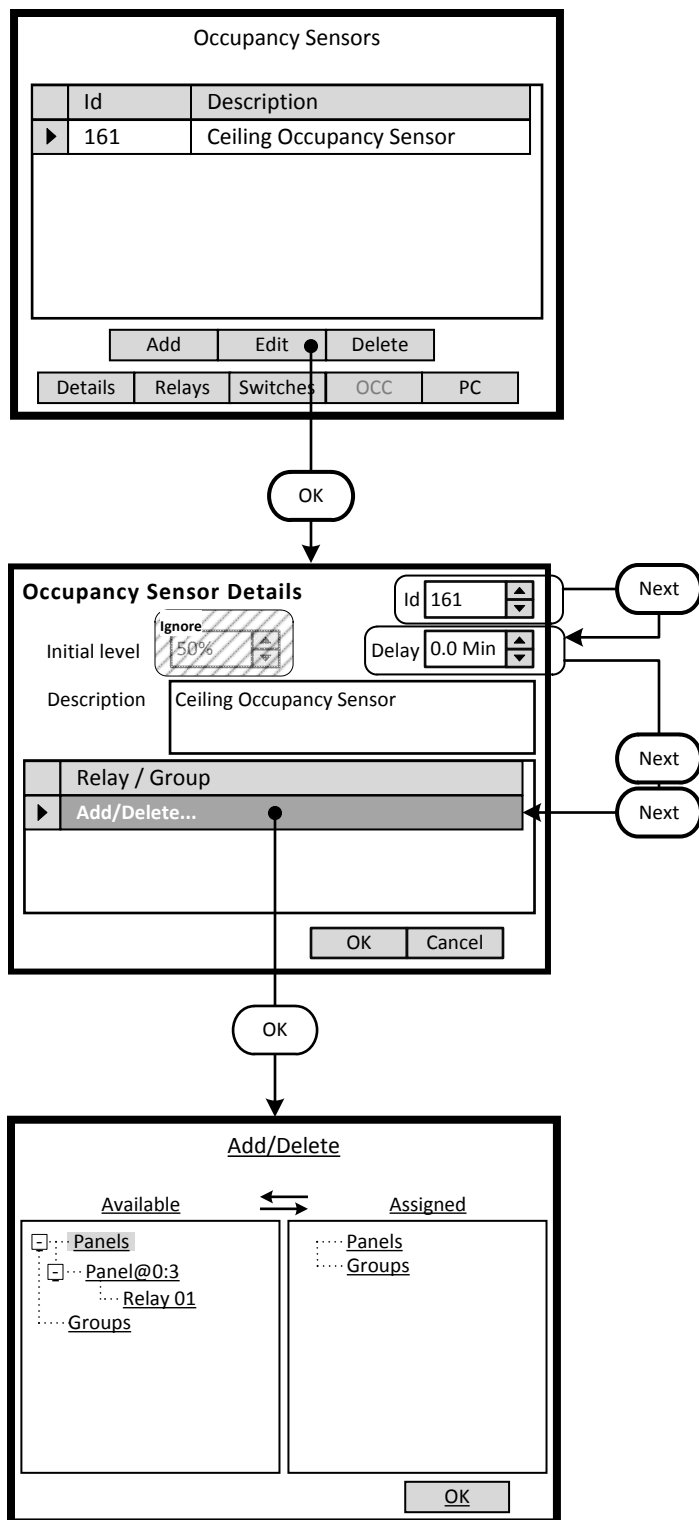 Occupancy Sensors
Id Description
161 Ceiling Occupancy Sensor
Add Edit Delete
Details Relays Switches OCC PC
OK
Occupancy Sensor Details
Id 161
Next
Ignore
Initial level 50%
Delay 0.0 Min
Description Ceiling Occupancy Sensor
Next
Relay / Group
Add/Delete...
Next
OK Cancel
OK
Add/Delete
Available Assigned
Panels
Panel@0:3
Relay 01
Groups
Panels
Groups
OK